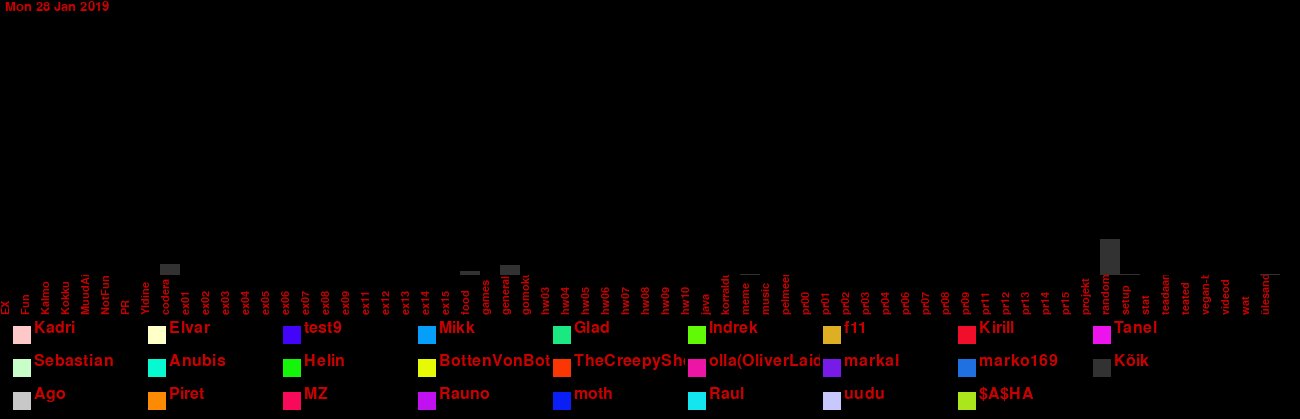 Mon 28 Jan 2019
EX
Fun
Kalmo
Kokku
MuudAi
NotFun
PR
Yldine
codera
ex01
ex02
ex03
ex04
ex05
ex06
ex07
ex08
ex09
ex11
ex12
ex13
ex14
ex15
food
games
general
gomoku
hw03
hw04
hw05
hw06
hw07
hw08
hw09
hw10
java
korraldu
meme
music
pelmeen
pr00
pr01
pr02
pr03
pr04
pr06
pr07
pr08
pr09
pr11
pr12
pr13
pr14
pr15
projekt
random
setup
stat
teadaan
teated
vegan-t
videod
wat
ülesand
Kadri Elvar test9 Mikk Glad Indrek f11 Kirill Tanel
Sebastian Anubis Helin BottenVonBot TheCreepyShe olla(OliverLaid markal marko169 Köik
Ago Piret MZ Rauno moth Raul uudu $A$HA